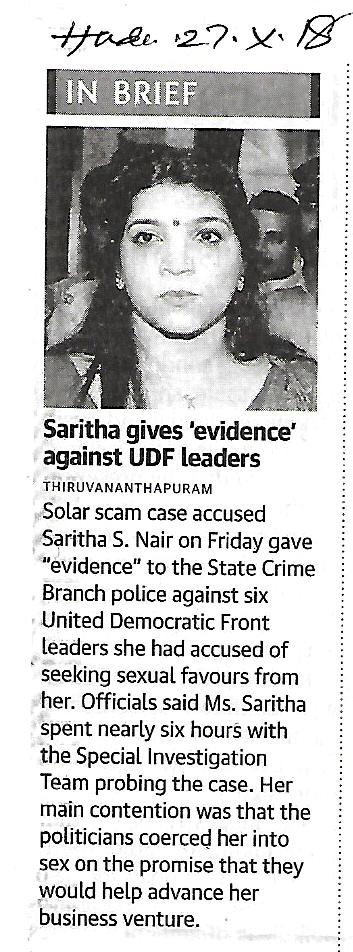 27.X.18
IN BRIEF
Saritha gives ‘evidence’
against UDF leaders
THIRUVANANTHAPURAM
Solar scam case accused
Saritha S. Nair on Friday gave
“evidence” to the State Crime
Branch police against six
United Democratic Front
leaders she had accused of
seeking sexual favours from
her. Officials said Ms. Saritha
spent nearly six hours with
the Special Investigation
Team probing the case. Her
main contention was that the
politicians coerced her into
sex on the promise that they
would help advance her
business venture.